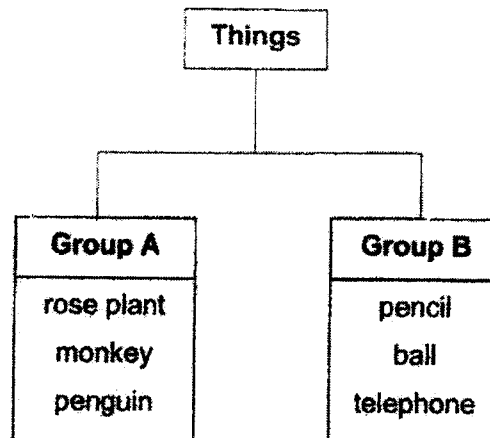 Things
Group A
rose plant
monkey
penguin
Group B
pencil
ball
telephone